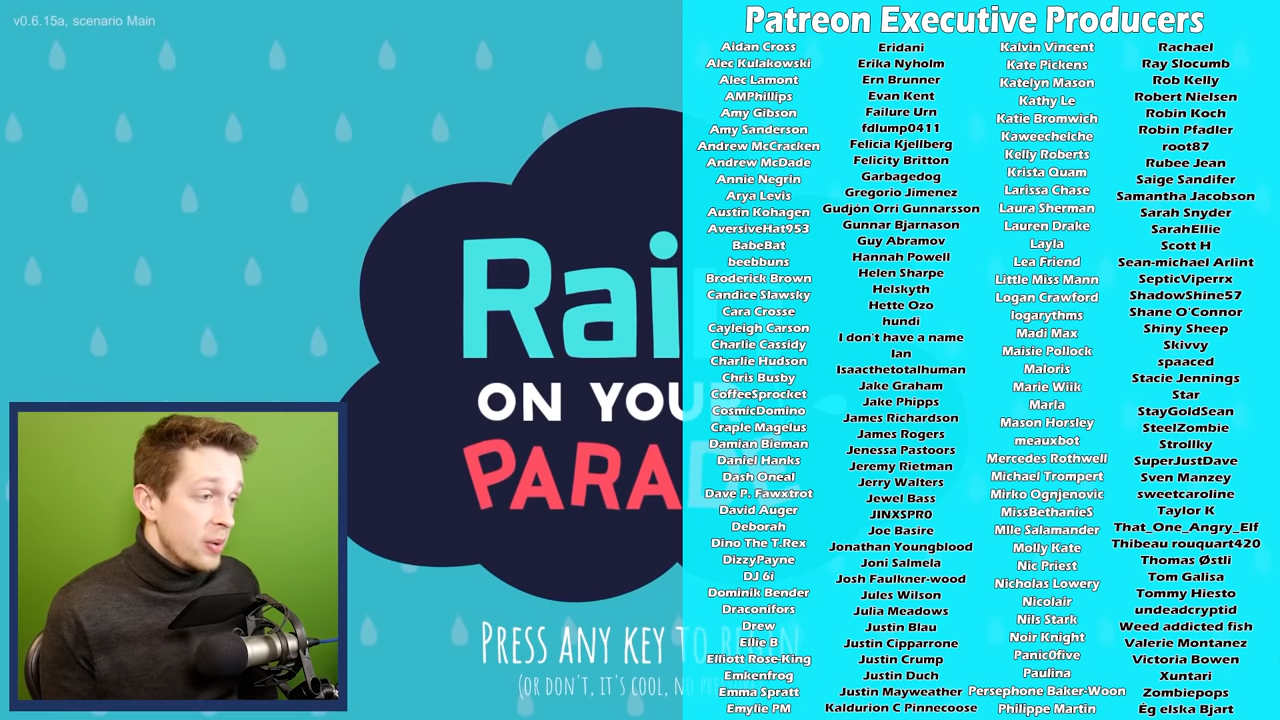 v0.6.15a, scenario Main
Rai
ON YOUR
PARADE
PRESS ANY KEY TO BEGIN
(OR DON'T, IT'S COOL, NO PRESSURE)
Patreon Executive Producers
Aidan Cross
Alec Kulakowski
Alec Lamont
AMPhillips
Amy Gibson
Amy Sanderson
Andrew McCracken
Andrew McDade
Annie Negrin
Arya Levis
Austin Kohagen
AversiveHat953
BabeBat
beebbuns
Broderick Brown
Candice Slawsky
Cara Crosse
Cayleigh Carson
Charlie Cassidy
Charlie Hudson
Chris Busby
CoffeeSprocket
CosmicDomino
Craple Magelus
Damian Bieman
Daniel Hanks
Dash Oneal
Dave P. Fawxtrot
David Auger
Deborah
Dino The T.Rex
DizzyPayne
DJ 6i
Dominik Bender
Draconifors
Drew
Ellie B
Elliott Rose-King
Emkenfrog
Emma Spratt
Emylie PM
Eridani
Erika Nyholm
Ern Brunner
Evan Kent
Failure Urn
fdlump0411
Felicia Kjellberg
Felicity Britton
Garbagedog
Gregorio Jimenez
Gudjón Orri Gunnarsson
Gunnar Bjarnason
Guy Abramov
Hannah Powell
Helen Sharpe
Helskyth
Hette Ozo
hundi
I don't have a name
Ian
Isaacthetotalhuman
Jake Graham
Jake Phipps
James Richardson
James Rogers
Jenessa Pastoors
Jeremy Rietman
Jerry Walters
Jewel Bass
JINXSPR0
Joe Basire
Jonathan Youngblood
Joni Salmela
Josh Faulkner-wood
Jules Wilson
Julia Meadows
Justin Blau
Justin Cipparrone
Justin Crump
Justin Duch
Justin Mayweather
Kaldurion C Pinnecoose
Kalvin Vincent
Kate Pickens
Katelyn Mason
Kathy Le
Katie Bromwich
Kaweechelche
Kelly Roberts
Krista Quam
Larissa Chase
Laura Sherman
Lauren Drake
Layla
Lea Friend
Little Miss Mann
Logan Crawford
logarythms
Madi Max
Maisie Pollock
Maloris
Marie Wiik
Marla
Mason Horsley
meauxbot
Mercedes Rothwell
Michael Trompert
Mirko Ognjenovic
MissBethanieS
Mlle Salamander
Molly Kate
Nic Priest
Nicholas Lowery
Nicolair
Nils Stark
Noir Knight
Panic0five
Paulina
Persephone Baker-Woon
Philippe Martin
Rachael
Ray Slocumb
Rob Kelly
Robert Nielsen
Robin Koch
Robin Pfadler
root87
Rubee Jean
Saige Sandifer
Samantha Jacobson
Sarah Snyder
SarahEllie
Scott H
Sean-michael Arlint
SepticViperrx
ShadowShine57
Shane O'Connor
Shiny Sheep
Skivvy
spaaced
Stacie Jennings
Star
StayGoldSean
SteelZombie
Strollky
SuperJustDave
Sven Manzey
sweetcaroline
Taylor K
That_One_Angry_Elf
Thibeau rouquart420
Thomas Østli
Tom Galisa
Tommy Hiesto
undeadcryptid
Weed addicted fish
Valerie Montanez
Victoria Bowen
Xuntari
Zombiepops
Ég elska Bjart